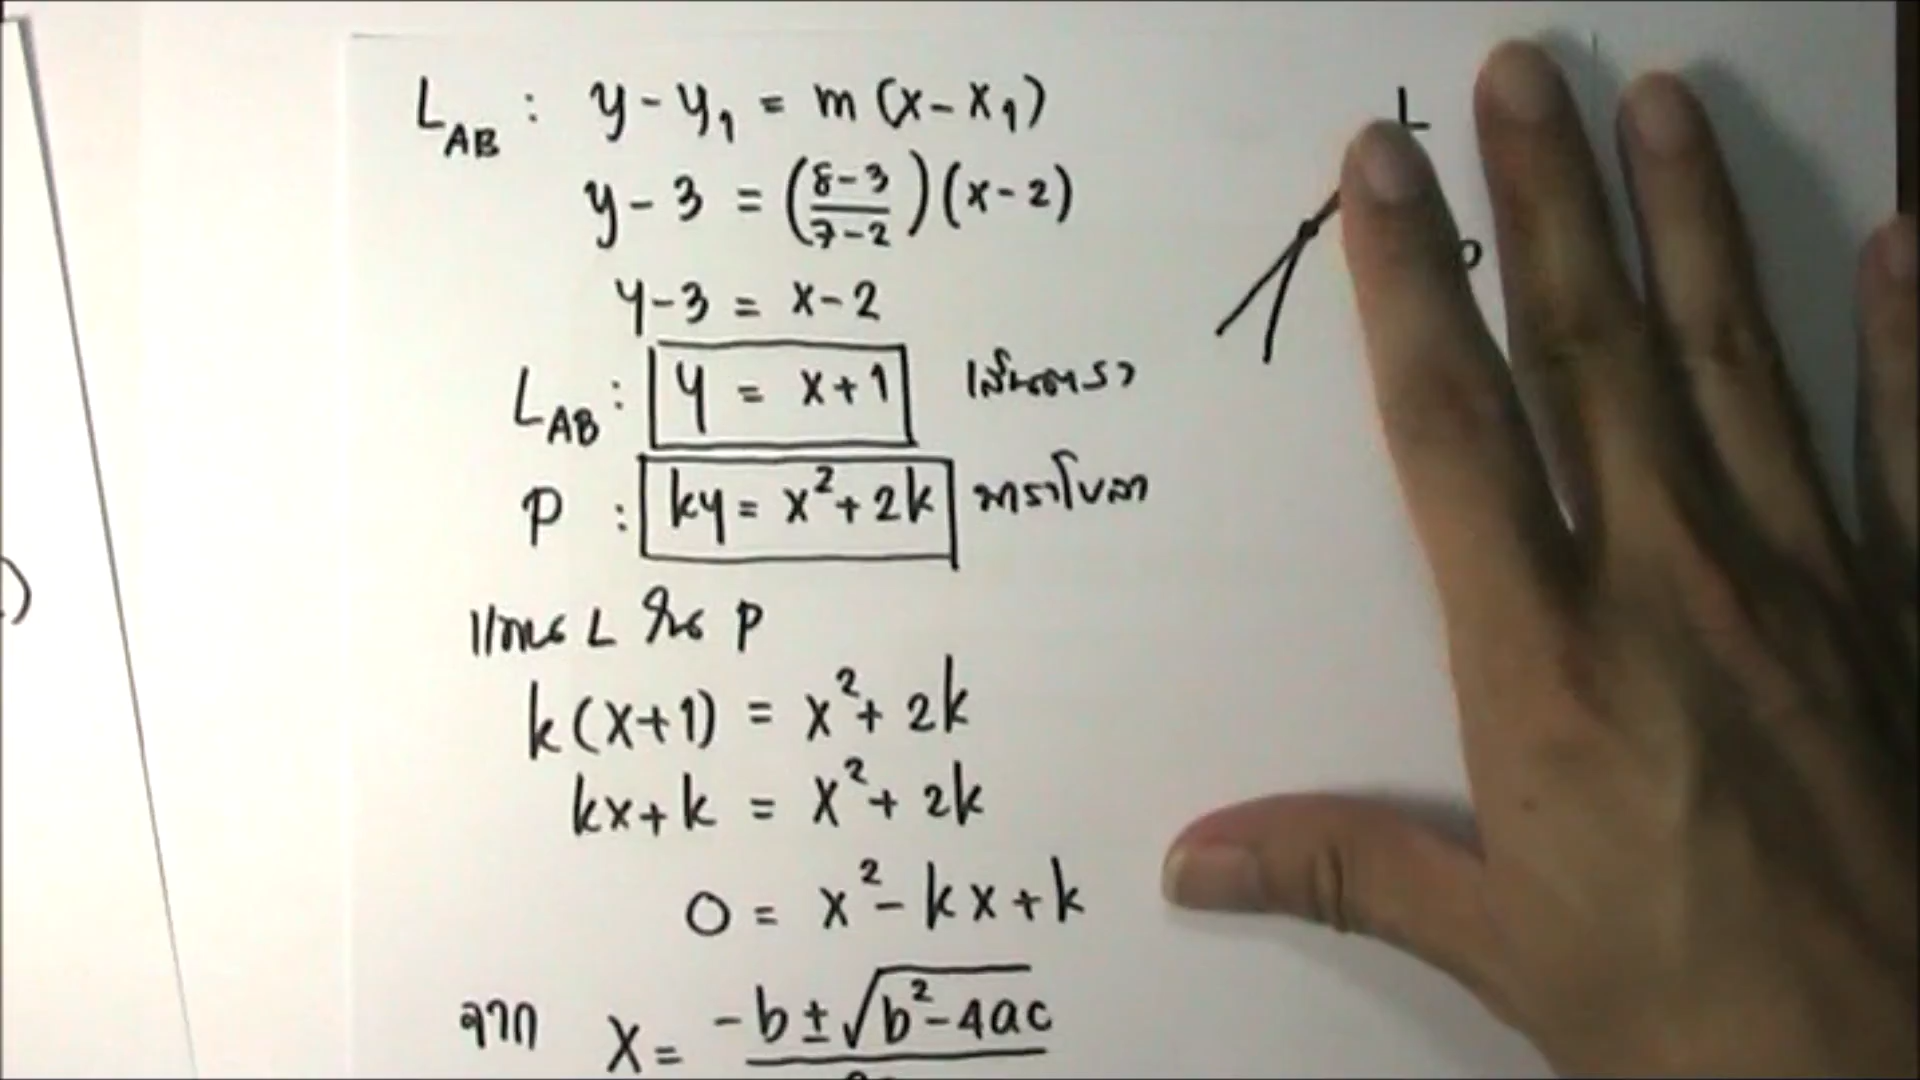 L_AB : y - y₁ = m(x - x₁)
y - 3 = ((8-3)/(7-2))(x - 2)
y - 3 = x - 2
L_AB : y = x + 1 เส้นตรง
P : ky = x² + 2k พาราโบลา
แทน L ใน P
k(x+1) = x² + 2k
kx + k = x² + 2k
0 = x² - kx + k
จาก x = -b ± √(b² - 4ac)
L
)